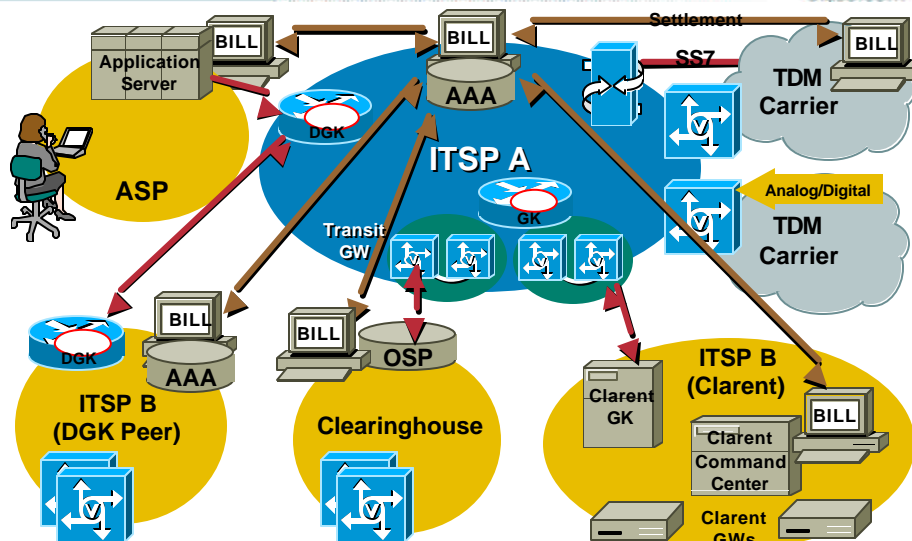 BILL
Application
Server
BILL
Settlement
BILL
SS7
TDM
Carrier
AAA
DGK
V
ITSP A
ASP
Analog/Digital
GK
V
TDM
Carrier
Transit
GW
V
V
V
V
BILL
DGK
AAA
BILL
OSP
ITSP B
(DGK Peer)
Clearinghouse
ITSP B
(Clarent)
Clarent
GK
BILL
Clarent
Command
Center
V
V
Clarent
GWs